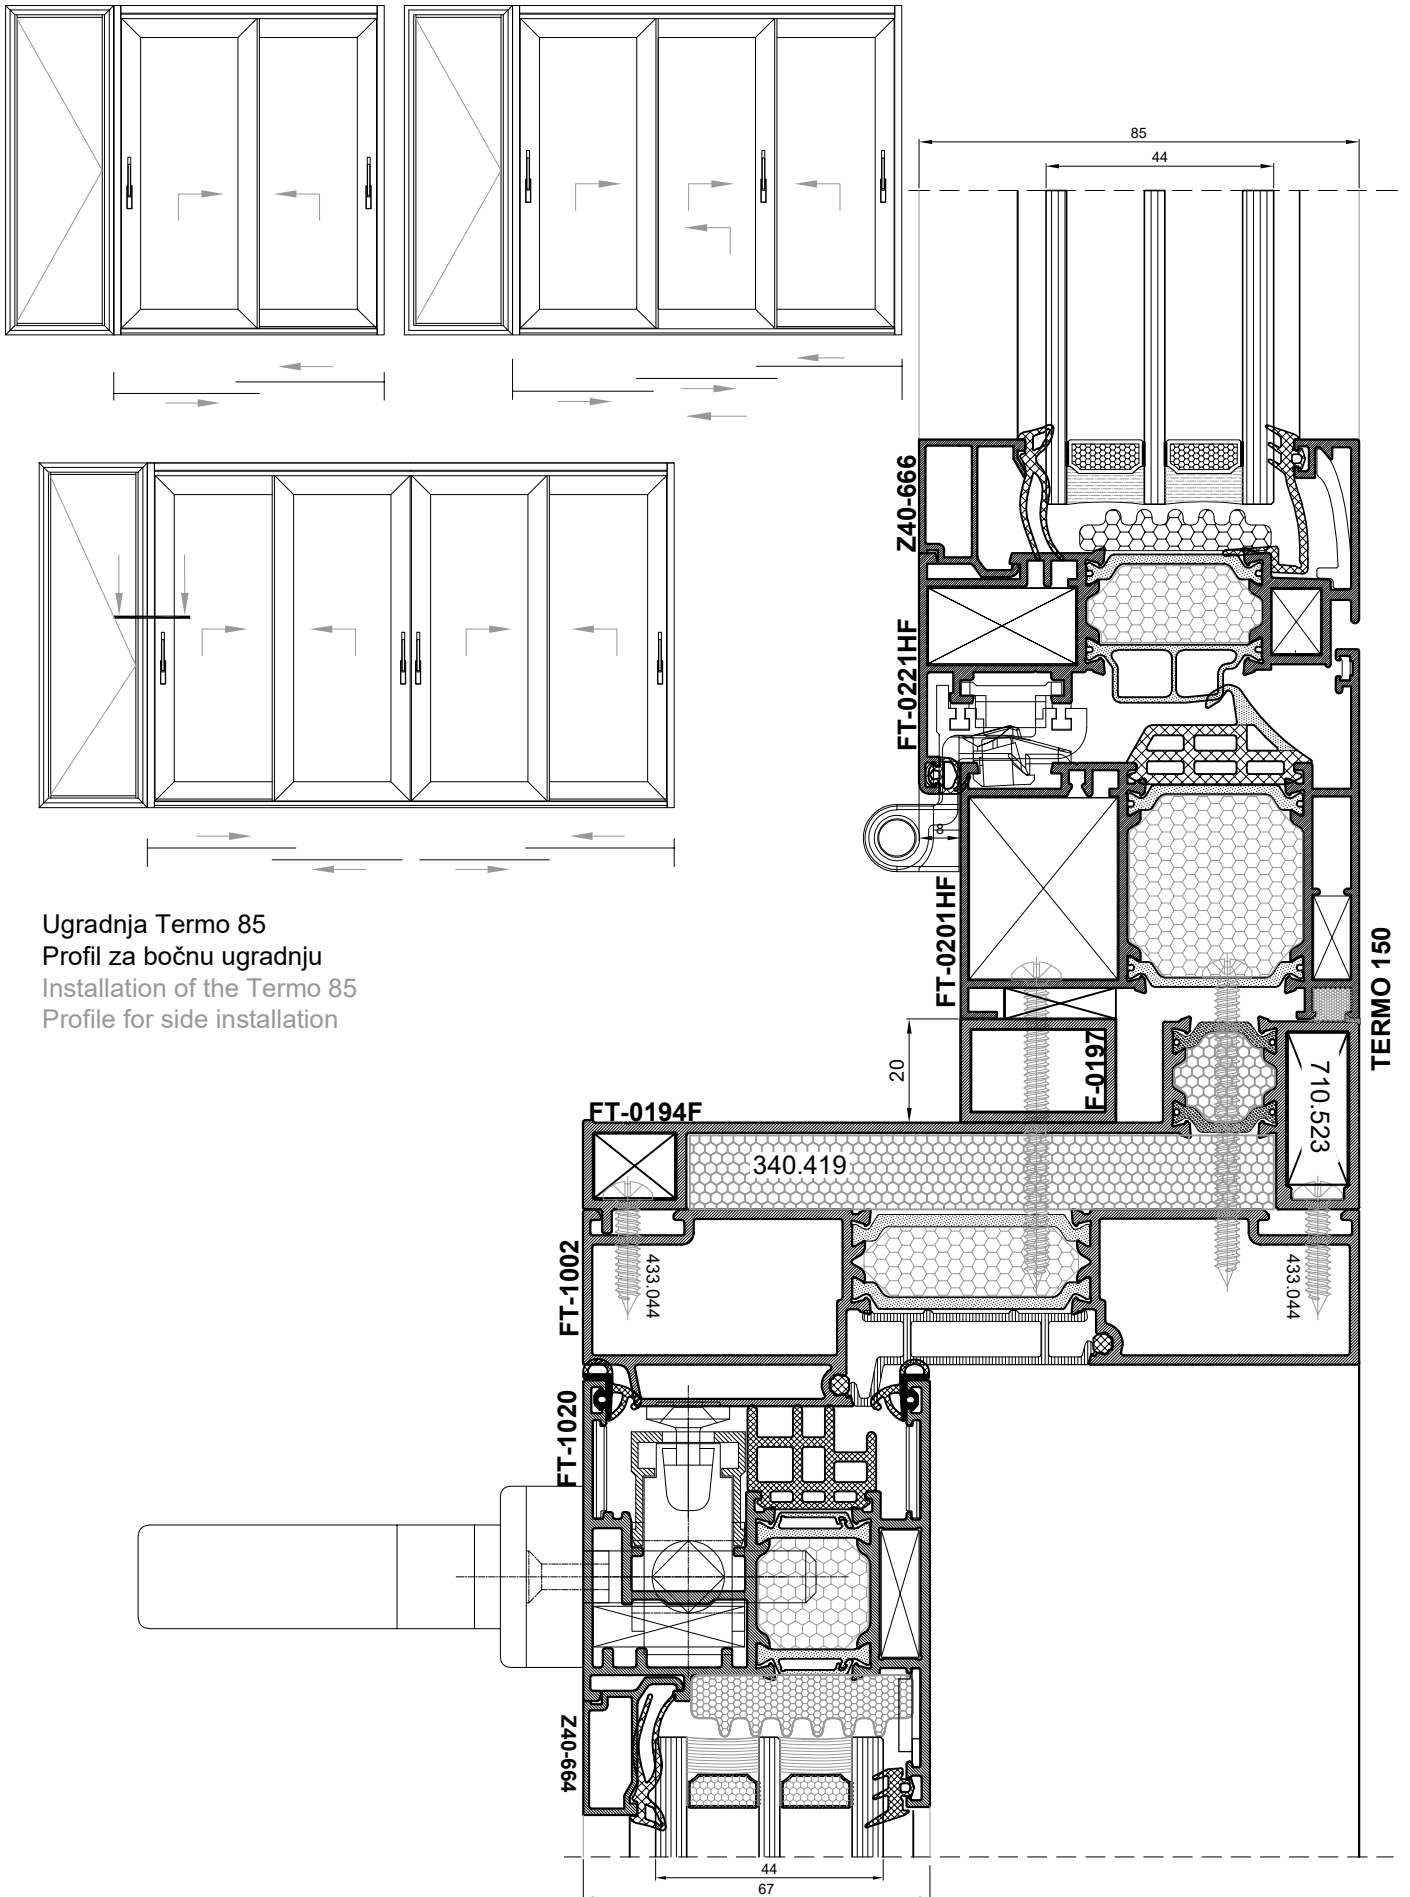 85
44
Z40-666
FT-0221HF
8
FT-0201HF
Ugradnja Termo 85
Profil za bočnu ugradnju
Installation of the Termo 85
Profile for side installation
TERMO 150
20
F-0197
710.523
FT-0194F
340.419
FT-1002
433.044
433.044
FT-1020
Z40-664
44
67